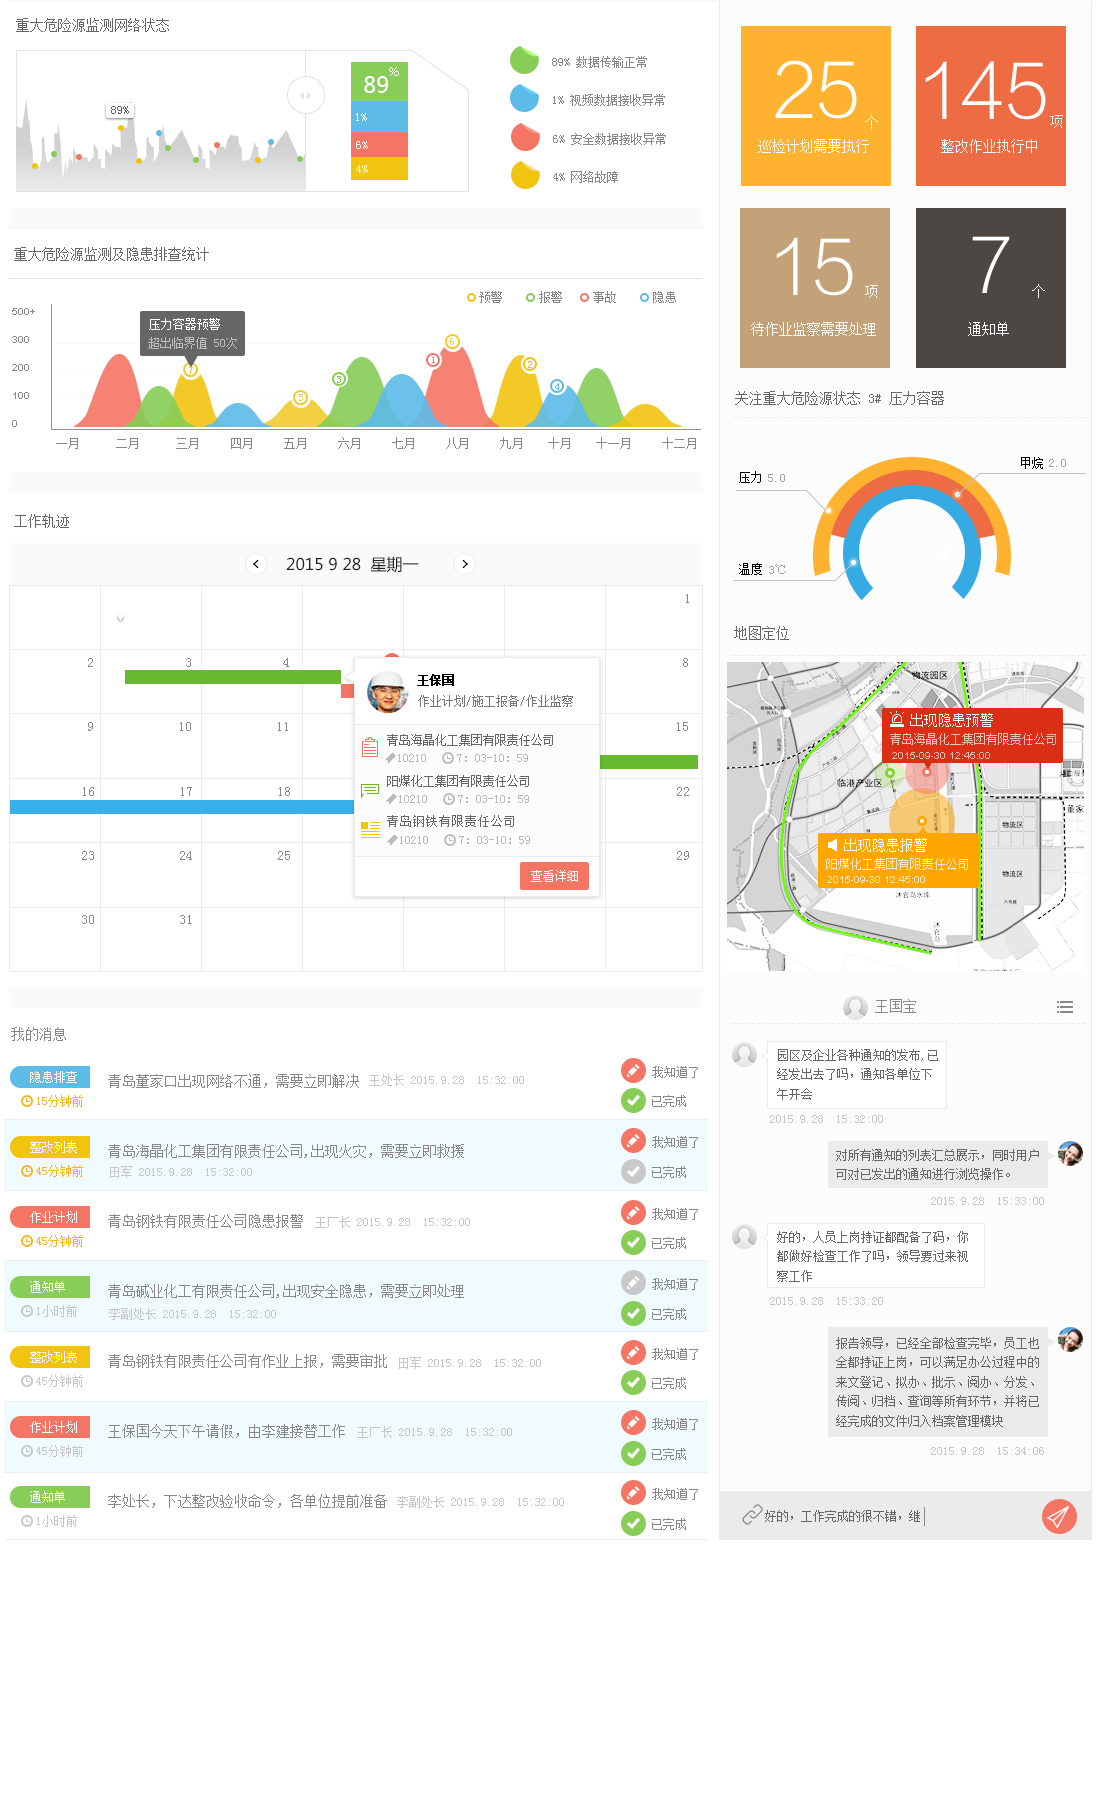 重大危险源监测网络状态
89%
89%
1%
6%
4%
89% 数据传输正常
1% 视频数据接收异常
6% 安全数据接收异常
4% 网络故障
重大危险源监测及隐患排查统计
预警 报警 事故 隐患
500+
300
200
100
0
压力容器预警
超出临界值 50次
7
5
3
1
6
2
4
一月 二月 三月 四月 五月 六月 七月 八月 九月 十月 十一月 十二月
工作轨迹
2015 9 28 星期一
1
2 3 4 8
9 10 11 15
16 17 18 22
23 24 25 29
30 31
王保国
作业计划/施工报备/作业监察
青岛海晶化工集团有限责任公司
10210 7: 03-10: 59
阳煤化工集团有限责任公司
10210 7: 03-10: 59
青岛钢铁有限责任公司
10210 7: 03-10: 59
查看详细
我的消息
隐患排查
15分钟前
青岛董家口出现网络不通，需要立即解决 王处长 2015.9.28 15:32:00
我知道了
已完成
整改列表
45分钟前
青岛海晶化工集团有限责任公司,出现火灾，需要立即救援
田军 2015.9.28 15:32:00
我知道了
已完成
作业计划
45分钟前
青岛钢铁有限责任公司隐患报警 王厂长 2015.9.28 15:32:00
我知道了
已完成
通知单
1小时前
青岛碱业化工有限责任公司,出现安全隐患，需要立即处理
李副处长 2015.9.28 15:32:00
我知道了
已完成
整改列表
45分钟前
青岛钢铁有限责任公司有作业上报，需要审批 田军 2015.9.28 15:32:00
我知道了
已完成
作业计划
45分钟前
王保国今天下午请假，由李建接替工作 王厂长 2015.9.28 15:32:00
我知道了
已完成
通知单
1小时前
李处长，下达整改验收命令，各单位提前准备 李副处长 2015.9.28 15:32:00
我知道了
已完成
25个
巡检计划需要执行
145项
整改作业执行中
15项
待作业监察需要处理
7个
通知单
关注重大危险源状态 3# 压力容器
压力 5.0
甲烷 2.0
温度 3℃
地图定位
物流园区
出现隐患预警
青岛海晶化工集团有限责任公司
2015-09-30 12:45:00
临港产业区
董家
物流区
出现隐患报警
阳煤化工集团有限责任公司
2015-09-30 12:45:00
物流区
沐官岛水库
沐官岛
王国宝
园区及企业各种通知的发布,已
经发出去了吗，通知各单位下
午开会
2015.9.28 15:32:00
对所有通知的列表汇总展示，同时用户
可对已发出的通知进行浏览操作。
2015.9.28 15:33:00
好的，人员上岗持证都配备了码，你
都做好检查工作了吗，领导要过来视
察工作
2015.9.28 15:33:20
报告领导，已经全部检查完毕，员工也
全都持证上岗，可以满足办公过程中的
来文登记、拟办、批示、阅办、分发、
传阅、归档、查询等所有环节，并将已
经完成的文件归入档案管理模块
2015.9.28 15:34:06
好的，工作完成的很不错，继